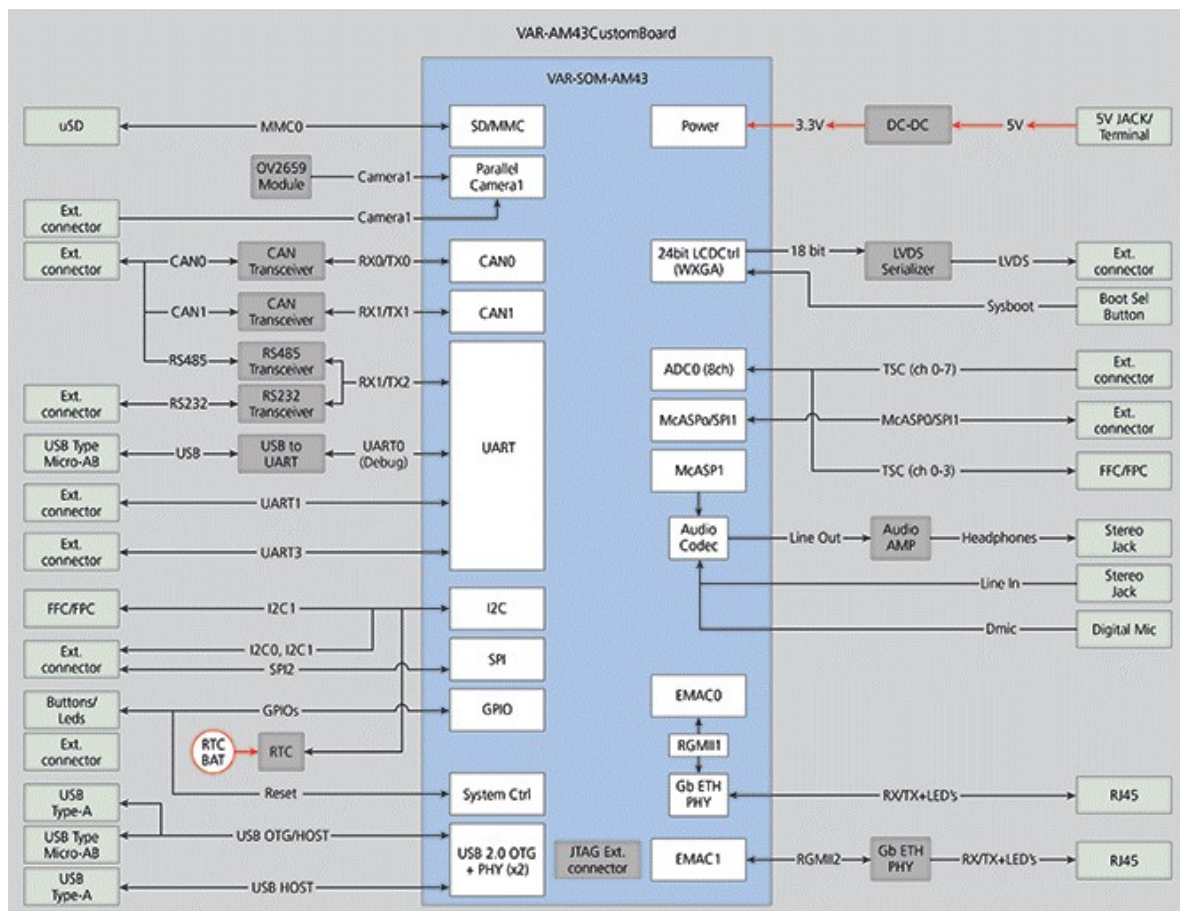 VAR-AM43CustomBoard
VAR-SOM-AM43
uSD
MMC0
SD/MMC
Power
3.3V
DC-DC
5V
5V JACK/
Terminal
OV2659
Module
Camera1
Parallel
Camera1
Ext.
connector
Camera1
Ext.
connector
CAN0
CAN
Transceiver
RX0/TX0
CAN0
24bit LCDCtrl
(WXGA)
18 bit
LVDS
Serializer
LVDS
Ext.
connector
CAN1
CAN
Transceiver
RX1/TX1
CAN1
Sysboot
Boot Sel
Button
RS485
RS485
Transceiver
RX1/TX2
Ext.
connector
RS232
RS232
Transceiver
UART
ADC0 (8ch)
TSC (ch 0-7)
Ext.
connector
McASP0/SPI1
McASP0/SPI1
Ext.
connector
USB Type
Micro-AB
USB
USB to
UART
UART0
(Debug)
McASP1
TSC (ch 0-3)
FFC/FPC
Ext.
connector
UART1
Ext.
connector
UART3
Audio
Codec
Line Out
Audio
AMP
Headphones
Stereo
Jack
Line In
Stereo
Jack
Dmic
Digital Mic
FFC/FPC
I2C1
I2C
Ext.
connector
I2C0, I2C1
SPI2
SPI
Buttons/
Leds
GPIOs
GPIO
Ext.
connector
RTC
BAT
RTC
EMAC0
RGMII1
Gb ETH
PHY
RX/TX+LED's
RJ45
Reset
System Ctrl
USB
Type-A
USB Type
Micro-AB
USB OTG/HOST
USB 2.0 OTG
+ PHY (x2)
USB
Type-A
USB HOST
JTAG Ext.
connector
EMAC1
RGMII2
Gb ETH
PHY
RX/TX+LED's
RJ45